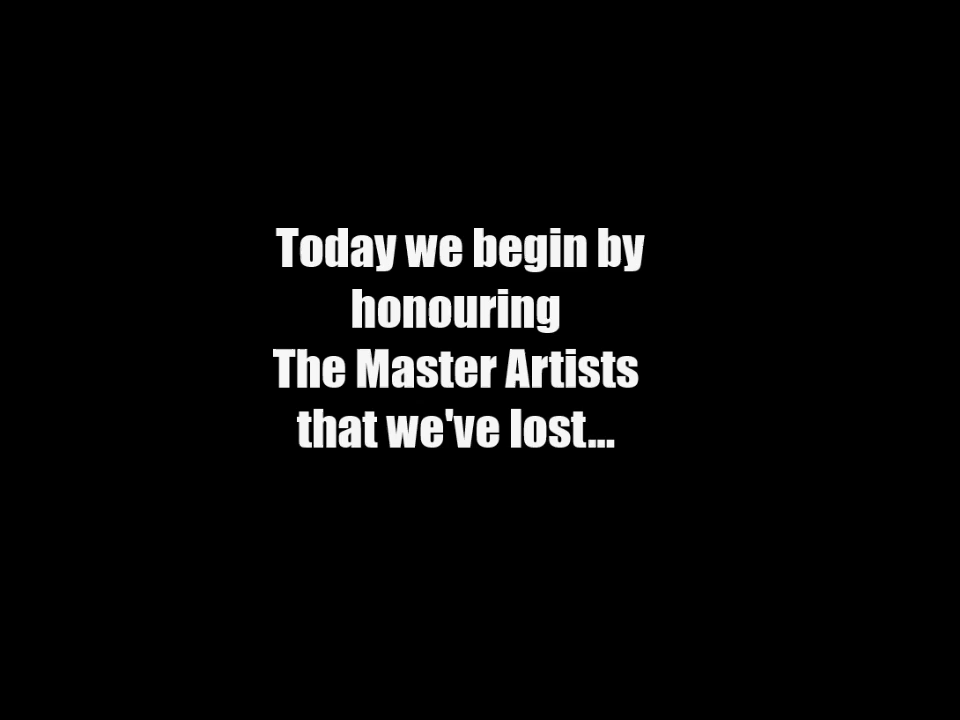 Today we begin by
honouring
The Master Artists
that we've lost...